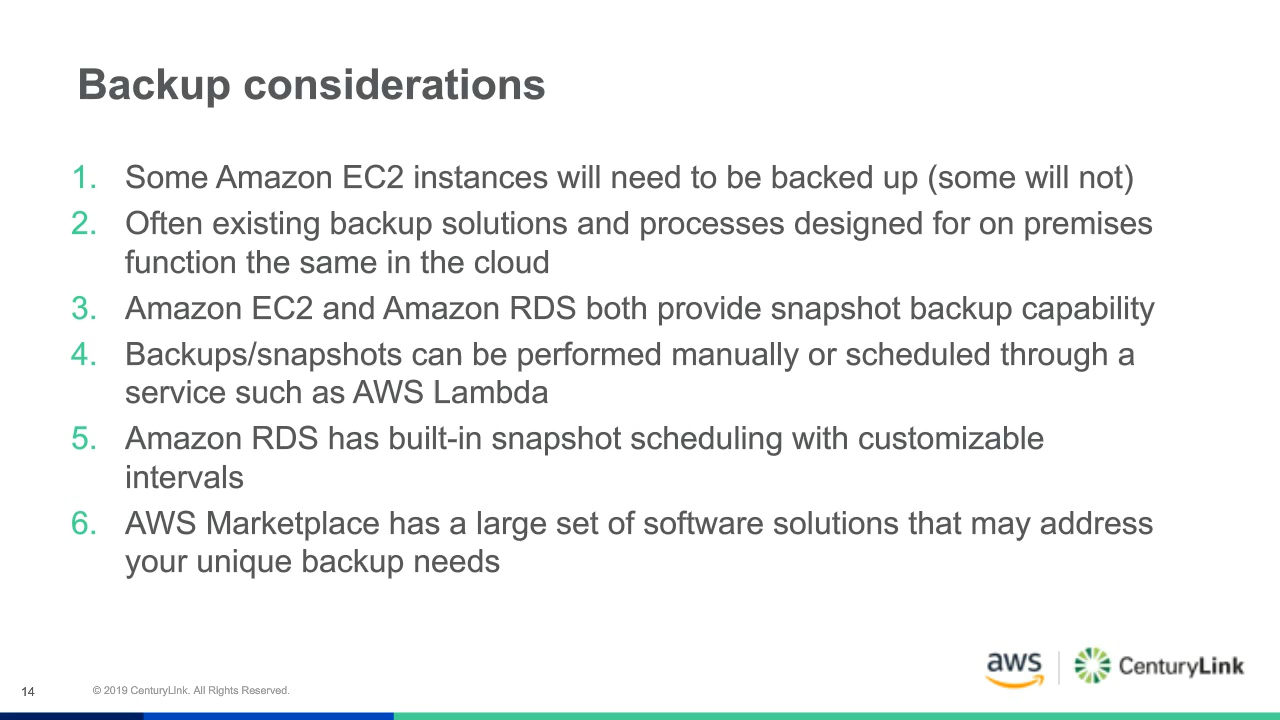 Backup considerations
1. Some Amazon EC2 instances will need to be backed up (some will not)
2. Often existing backup solutions and processes designed for on premises
function the same in the cloud
3. Amazon EC2 and Amazon RDS both provide snapshot backup capability
4. Backups/snapshots can be performed manually or scheduled through a
service such as AWS Lambda
5. Amazon RDS has built-in snapshot scheduling with customizable
intervals
6. AWS Marketplace has a large set of software solutions that may address
your unique backup needs
aws CenturyLink
14 © 2019 CenturyLink. All Rights Reserved.